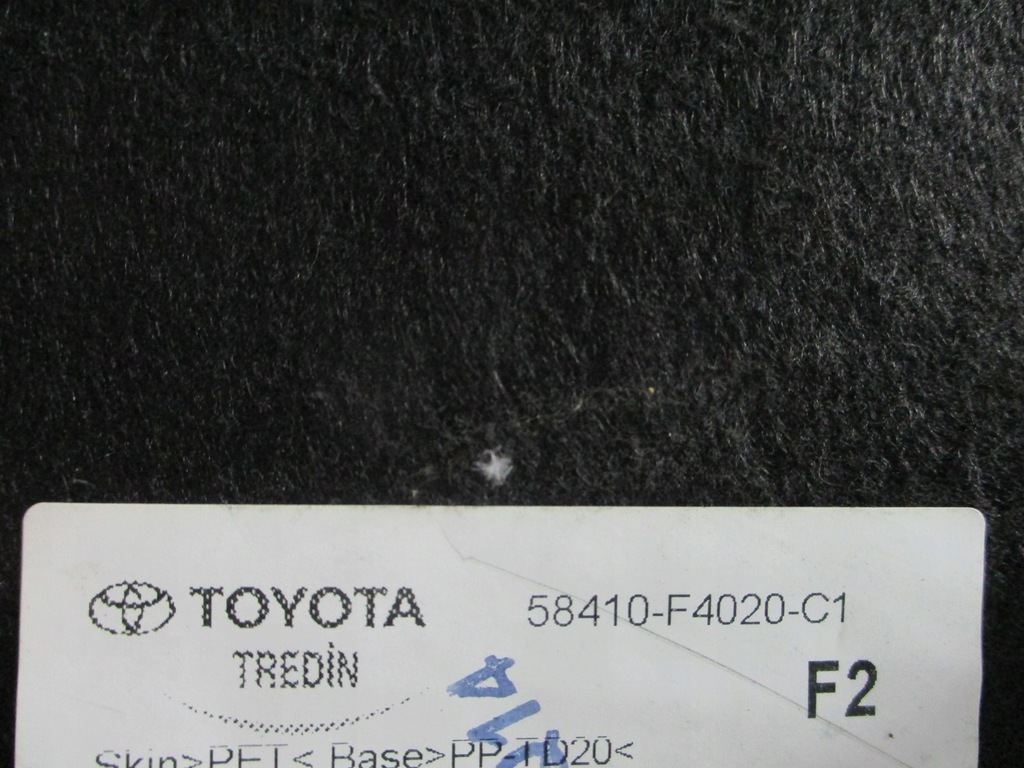 TOYOTA 58410-F4020-C1
TREDİN
F2
Skin>PET< Base>PP-TD20<